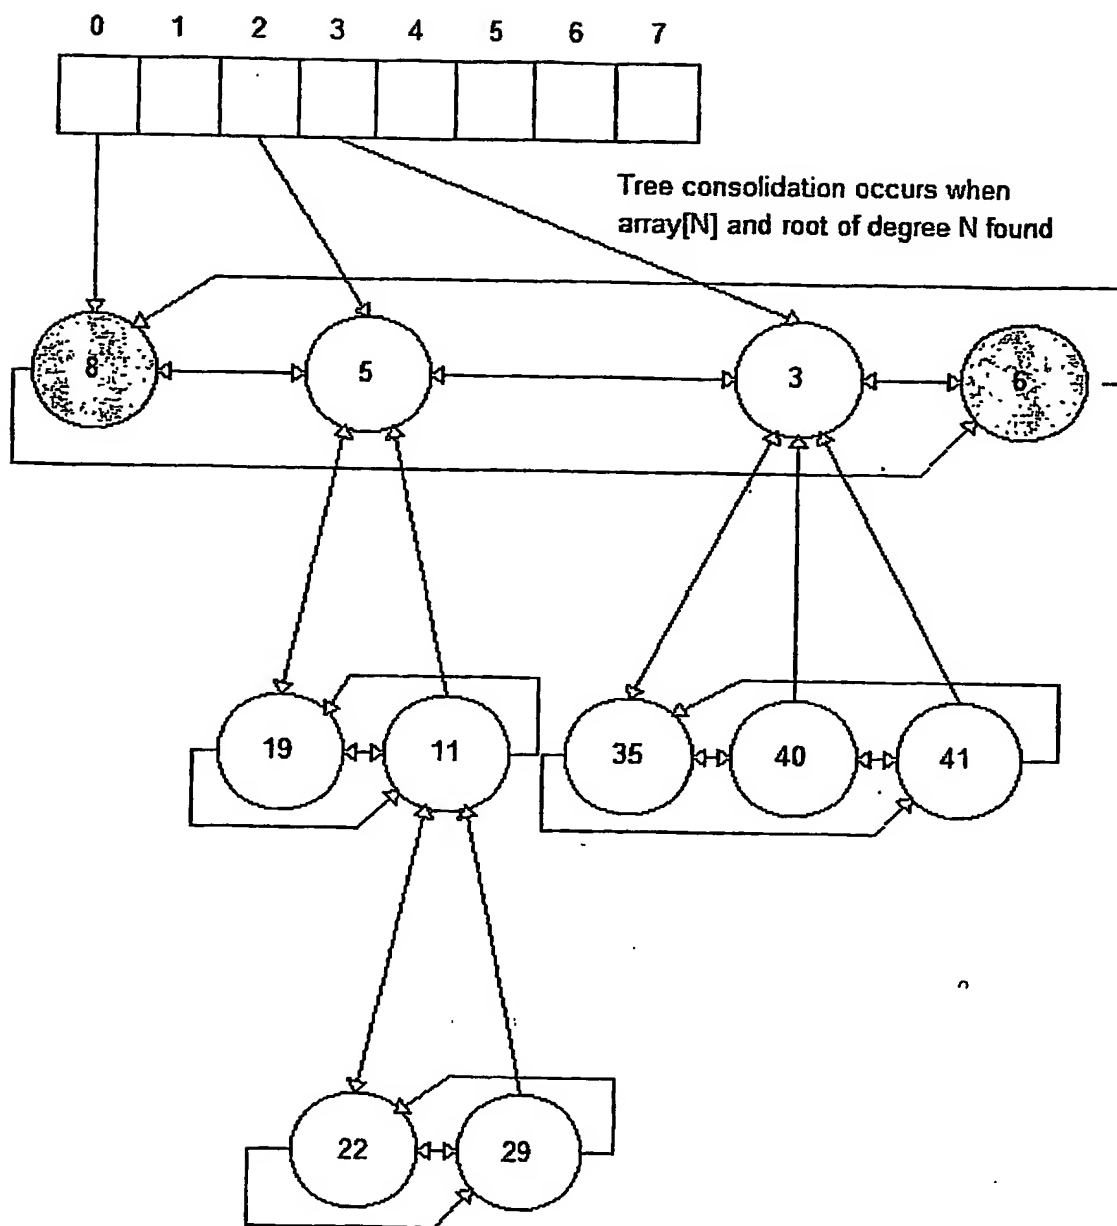 0 1 2 3 4 5 6 7
Tree consolidation occurs when
array[N] and root of degree N found
8 5 3 6
19 11 35 40 41
22 29